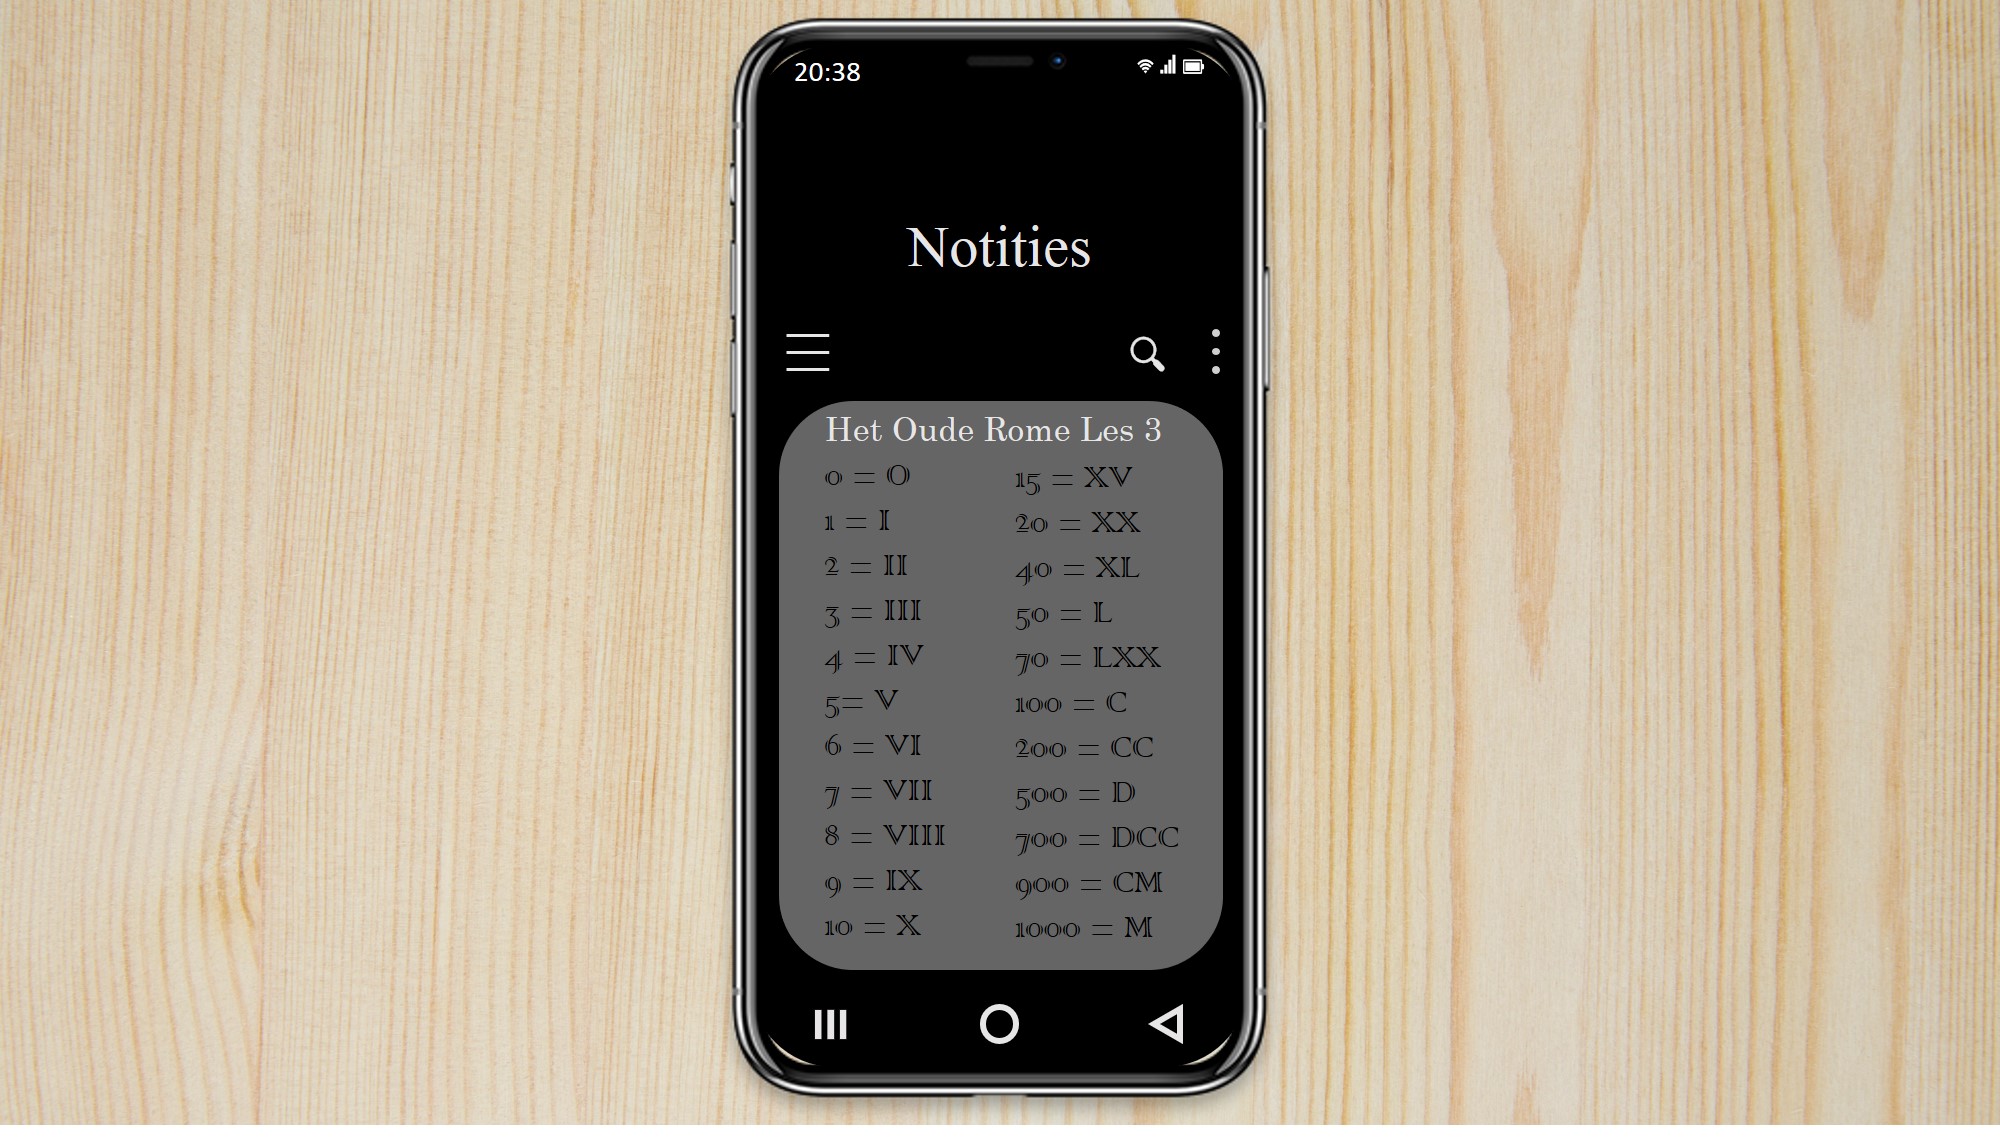 20:38
Notities
Het Oude Rome Les 3
0 = O
1 = I
2 = II
3 = III
4 = IV
5= V
6 = VI
7 = VII
8 = VIII
9 = IX
10 = X
15 = XV
20 = XX
40 = XL
50 = L
70 = LXX
100 = C
200 = CC
500 = D
700 = DCC
900 = CM
1000 = M